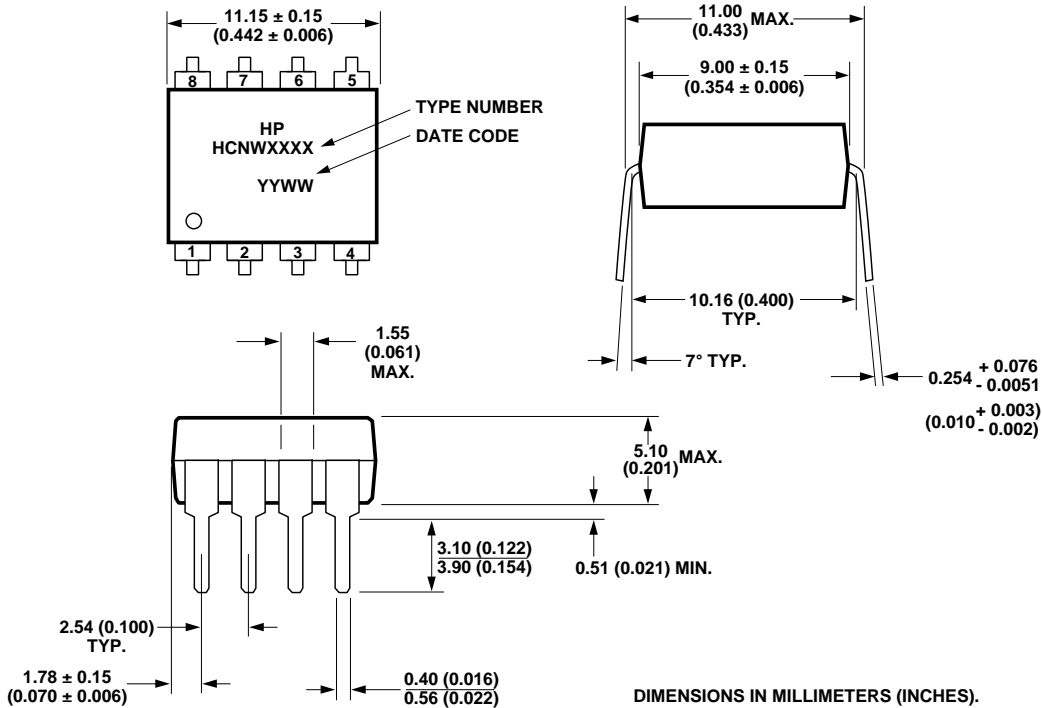 11.15 ± 0.15
(0.442 ± 0.006)
8 7 6 5
HP
HCNWXXXX
YYWW
1 2 3 4
TYPE NUMBER
DATE CODE
11.00
(0.433)
MAX.
9.00 ± 0.15
(0.354 ± 0.006)
10.16 (0.400)
TYP.
7° TYP.
0.254 + 0.076
- 0.0051
(0.010 + 0.003)
- 0.002)
1.55
(0.061)
MAX.
5.10
(0.201)
MAX.
3.10 (0.122)
3.90 (0.154)
0.51 (0.021) MIN.
2.54 (0.100)
TYP.
1.78 ± 0.15
(0.070 ± 0.006)
0.40 (0.016)
0.56 (0.022)
DIMENSIONS IN MILLIMETERS (INCHES).